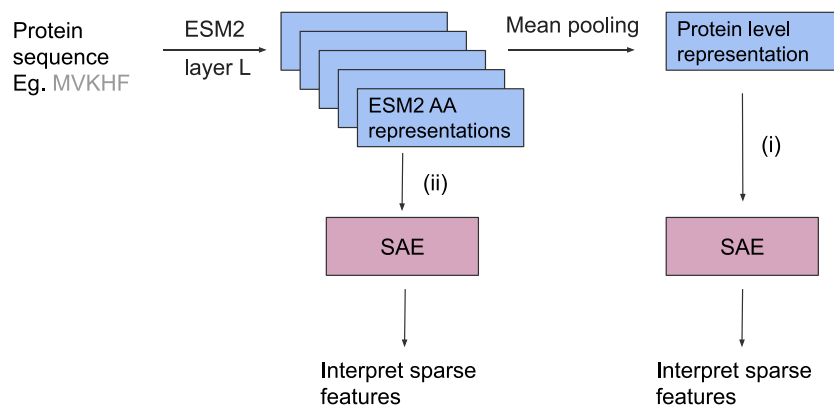 Protein
sequence
Eg. MVKHF
ESM2
layer L
ESM2 AA
representations
Mean pooling
Protein level
representation
(ii)
(i)
SAE
SAE
Interpret sparse
features
Interpret sparse
features